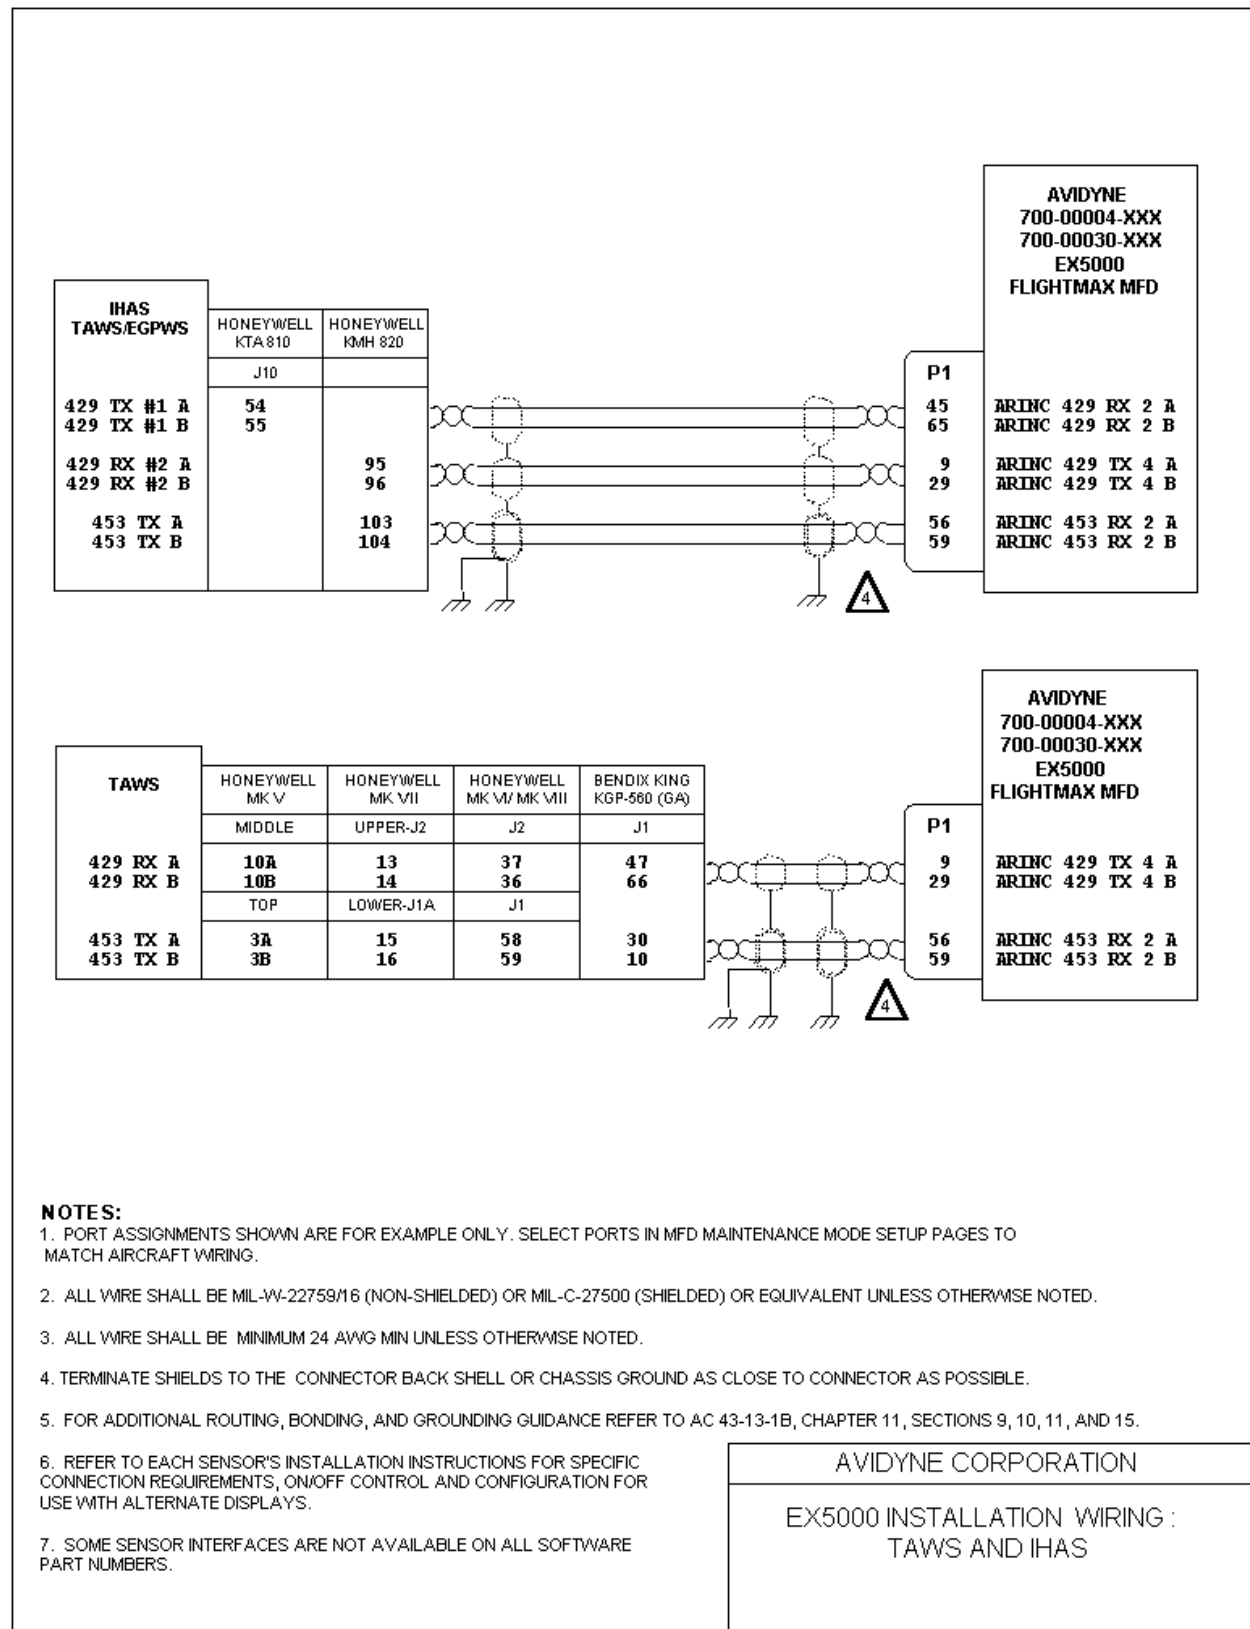 AVIDYNE
700-00004-XXX
700-00030-XXX
EX5000
FLIGHTMAX MFD
IHAS
TAWS/EGPWS
HONEYWELL
KTA 810
HONEYWELL
KMH 820
J10
P1
429 TX #1 A 54 45 ARINC 429 RX 2 A
429 TX #1 B 55 65 ARINC 429 RX 2 B
429 RX #2 A 95 9 ARINC 429 TX 4 A
429 RX #2 B 96 29 ARINC 429 TX 4 B
453 TX A 103 56 ARINC 453 RX 2 A
453 TX B 104 59 ARINC 453 RX 2 B
4
AVIDYNE
700-00004-XXX
700-00030-XXX
EX5000
FLIGHTMAX MFD
TAWS
HONEYWELL
MK V
HONEYWELL
MK VII
HONEYWELL
MK VI/ MK VIII
BENDIX KING
KGP-560 (GA)
MIDDLE UPPER-J2 J2 J1
P1
429 RX A 10A 13 37 47 9 ARINC 429 TX 4 A
429 RX B 10B 14 36 66 29 ARINC 429 TX 4 B
TOP LOWER-J1A J1
453 TX A 3A 15 58 30 56 ARINC 453 RX 2 A
453 TX B 3B 16 59 10 59 ARINC 453 RX 2 B
4
NOTES:
1. PORT ASSIGNMENTS SHOWN ARE FOR EXAMPLE ONLY. SELECT PORTS IN MFD MAINTENANCE MODE SETUP PAGES TO
MATCH AIRCRAFT WIRING.
2. ALL WIRE SHALL BE MIL-W-22759/16 (NON-SHIELDED) OR MIL-C-27500 (SHIELDED) OR EQUIVALENT UNLESS OTHERWISE NOTED.
3. ALL WIRE SHALL BE MINIMUM 24 AWG MIN UNLESS OTHERWISE NOTED.
4. TERMINATE SHIELDS TO THE CONNECTOR BACK SHELL OR CHASSIS GROUND AS CLOSE TO CONNECTOR AS POSSIBLE.
5. FOR ADDITIONAL ROUTING, BONDING, AND GROUNDING GUIDANCE REFER TO AC 43-13-1B, CHAPTER 11, SECTIONS 9, 10, 11, AND 15.
6. REFER TO EACH SENSOR'S INSTALLATION INSTRUCTIONS FOR SPECIFIC
CONNECTION REQUIREMENTS, ON/OFF CONTROL AND CONFIGURATION FOR
USE WITH ALTERNATE DISPLAYS.
7. SOME SENSOR INTERFACES ARE NOT AVAILABLE ON ALL SOFTWARE
PART NUMBERS.
AVIDYNE CORPORATION
EX5000 INSTALLATION WIRING :
TAWS AND IHAS